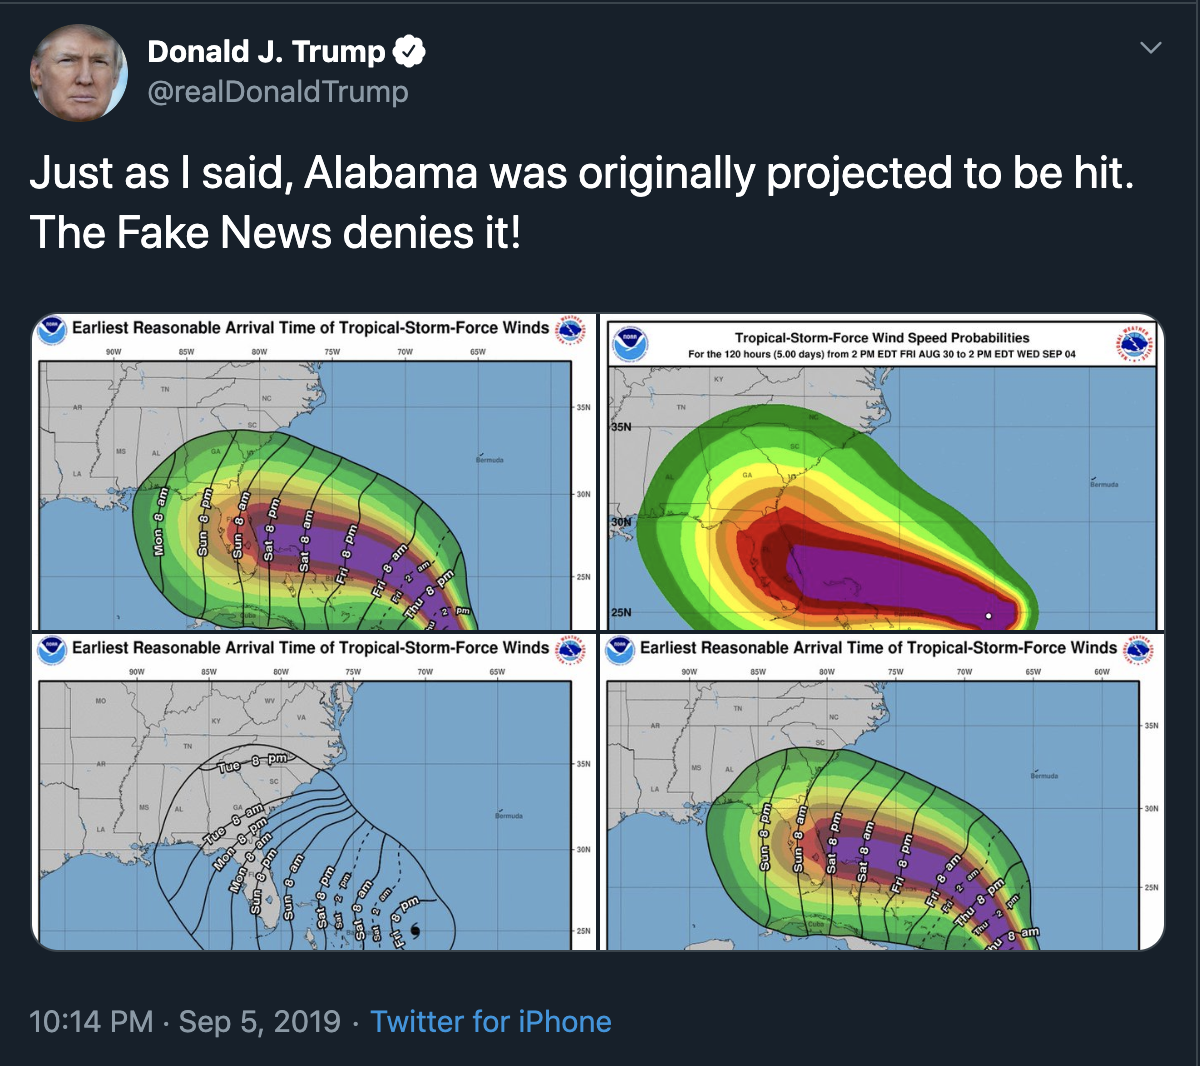 Donald J. Trump
@realDonaldTrump
Just as I said, Alabama was originally projected to be hit.
The Fake News denies it!
Earliest Reasonable Arrival Time of Tropical-Storm-Force Winds
90W 85W 80W 75W 70W 65W
TN
NC
AR
35N
SC
MS AL GA
Bermuda
LA
30N
Mon 8 am
Sun 8 pm
Sun 8 am
Sat 8 pm
Sat 8 am
Fri 8 pm
Fri 8 am
Fri 2 am
Thu 8 pm
2 pm
25N
Cuba
Tropical-Storm-Force Wind Speed Probabilities
For the 120 hours (5.00 days) from 2 PM EDT FRI AUG 30 to 2 PM EDT WED SEP 04
KY
TN
NC
35N
SC
AL GA
Bermuda
30N
25N
Earliest Reasonable Arrival Time of Tropical-Storm-Force Winds
90W 85W 80W 75W 70W 65W
MO WV
KY VA
TN
Tue 8 pm
AR
35N
SC
MS AL GA
Bermuda
LA
Tue 8 am
Mon 8 pm
Mon 8 am
30N
Sun 8 pm
Sun 8 am
Sat 8 pm
Sat 2 pm
Sat 8 am
Sat 2 am
Fri 8 pm
25N
Earliest Reasonable Arrival Time of Tropical-Storm-Force Winds
90W 85W 80W 75W 70W 65W 60W
TN
NC
AR
35N
SC
MS AL GA
Bermuda
LA
30N
Sun 8 pm
Sun 8 am
Sat 8 pm
Sat 8 am
Fri 8 pm
Fri 8 am
Fri 2 am
Thu 8 pm
Thu 2 pm
25N
Cuba
8 am
10:14 PM · Sep 5, 2019 · Twitter for iPhone